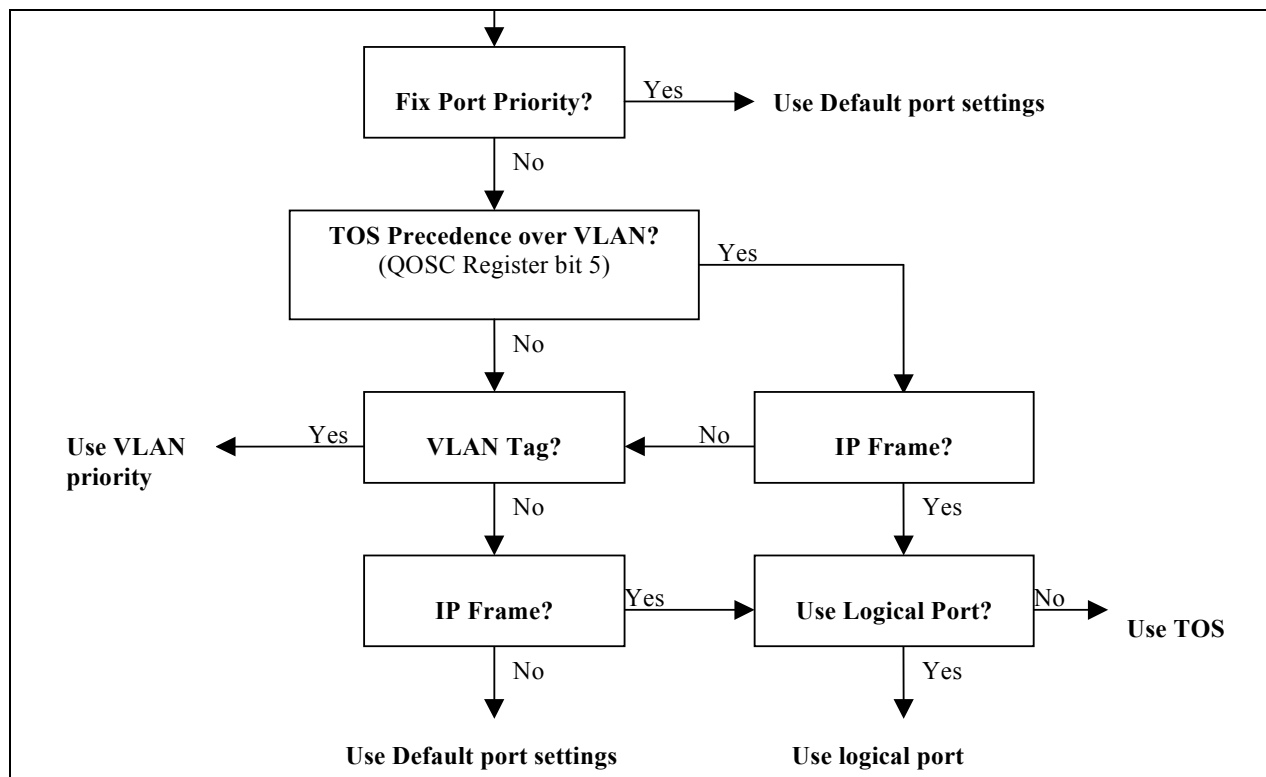 Fix Port Priority?
Yes
Use Default port settings
No
TOS Precedence over VLAN?
(QOSC Register bit 5)
Yes
No
Use VLAN
priority
Yes
VLAN Tag?
No
IP Frame?
No
Yes
IP Frame?
Yes
Use Logical Port?
No
Use TOS
No
Yes
Use Default port settings
Use logical port